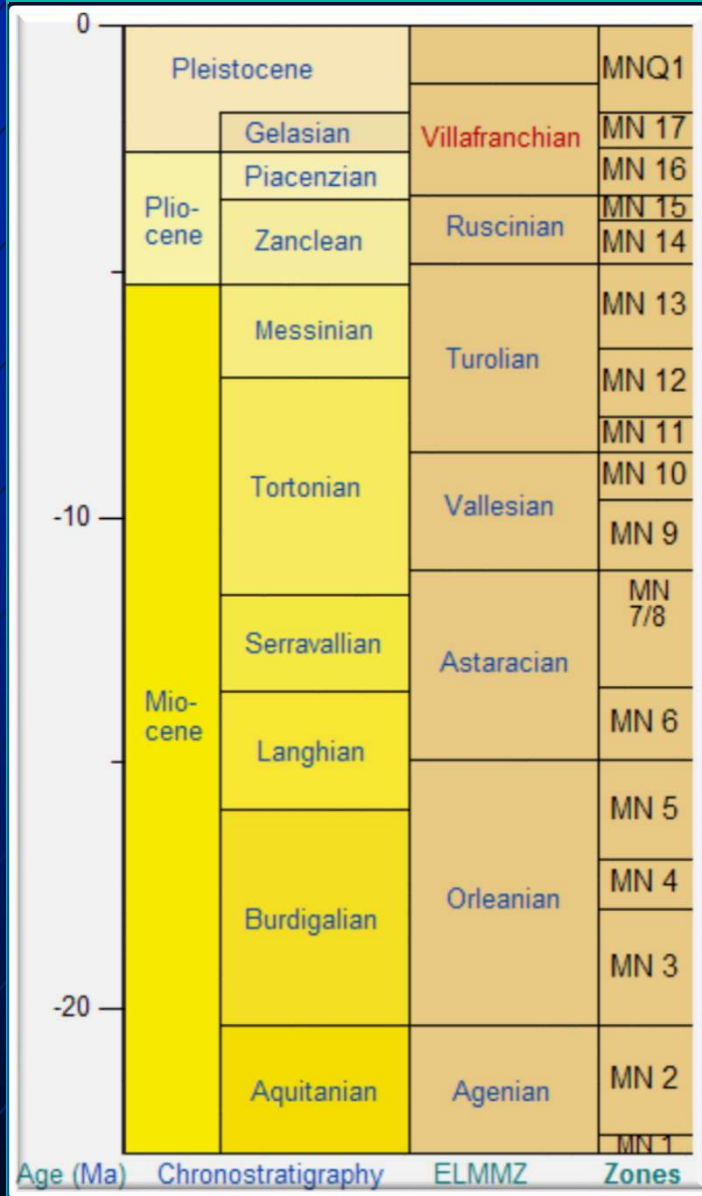 0
Pleistocene
Gelasian
Villafranchian
MNQ1
MN 17
Plio-
cene
Piacenzian
MN 16
Zanclean
Ruscinian
MN 15
MN 14
Messinian
Turolian
MN 13
MN 12
MN 11
Tortonian
-10
Vallesian
MN 10
MN 9
Mio-
cene
Serravallian
Astaracian
MN
7/8
Langhian
MN 6
Burdigalian
Orleanian
MN 5
MN 4
MN 3
-20
Aquitanian
Agenian
MN 2
MN 1
Age (Ma) Chronostratigraphy ELMMZ Zones